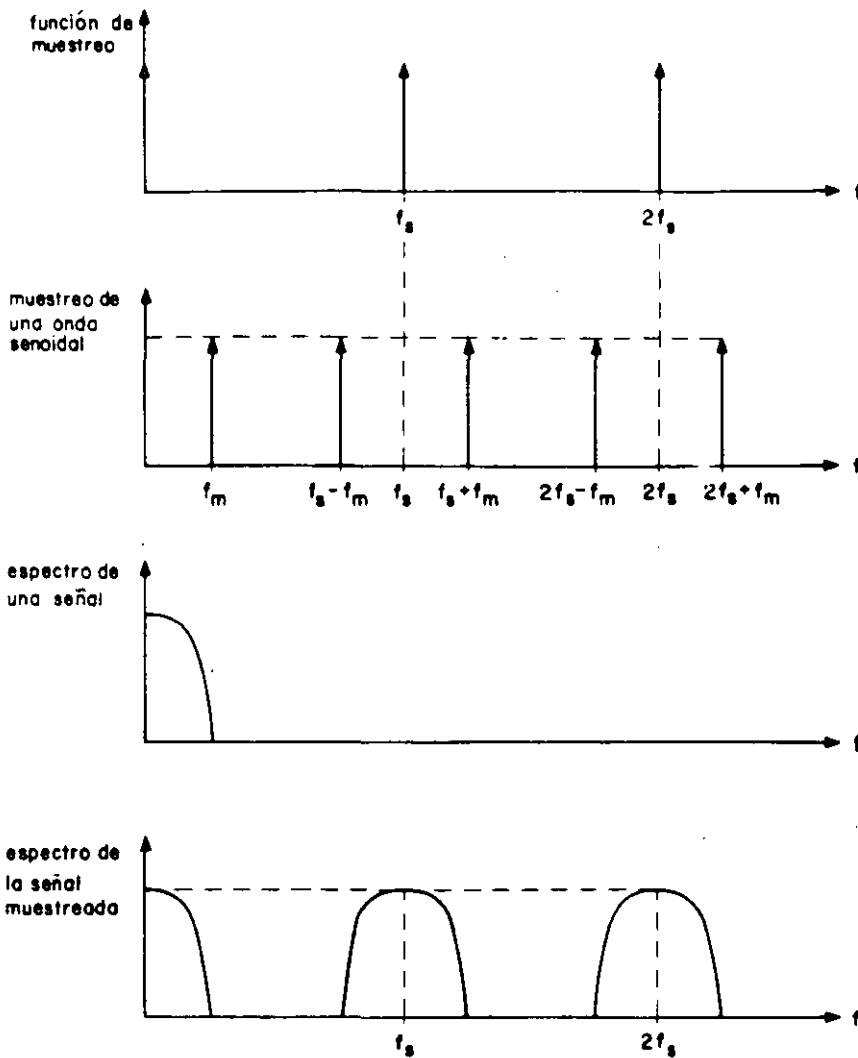 función de
muestreo
f
f_s
2f_s
muestreo de
una onda
senoidal
f
f_m
f_s-f_m
f_s
f_s+f_m
2f_s-f_m
2f_s
2f_s+f_m
espectro de
una señal
f
espectro de
la señal
muestreada
f
f_s
2f_s